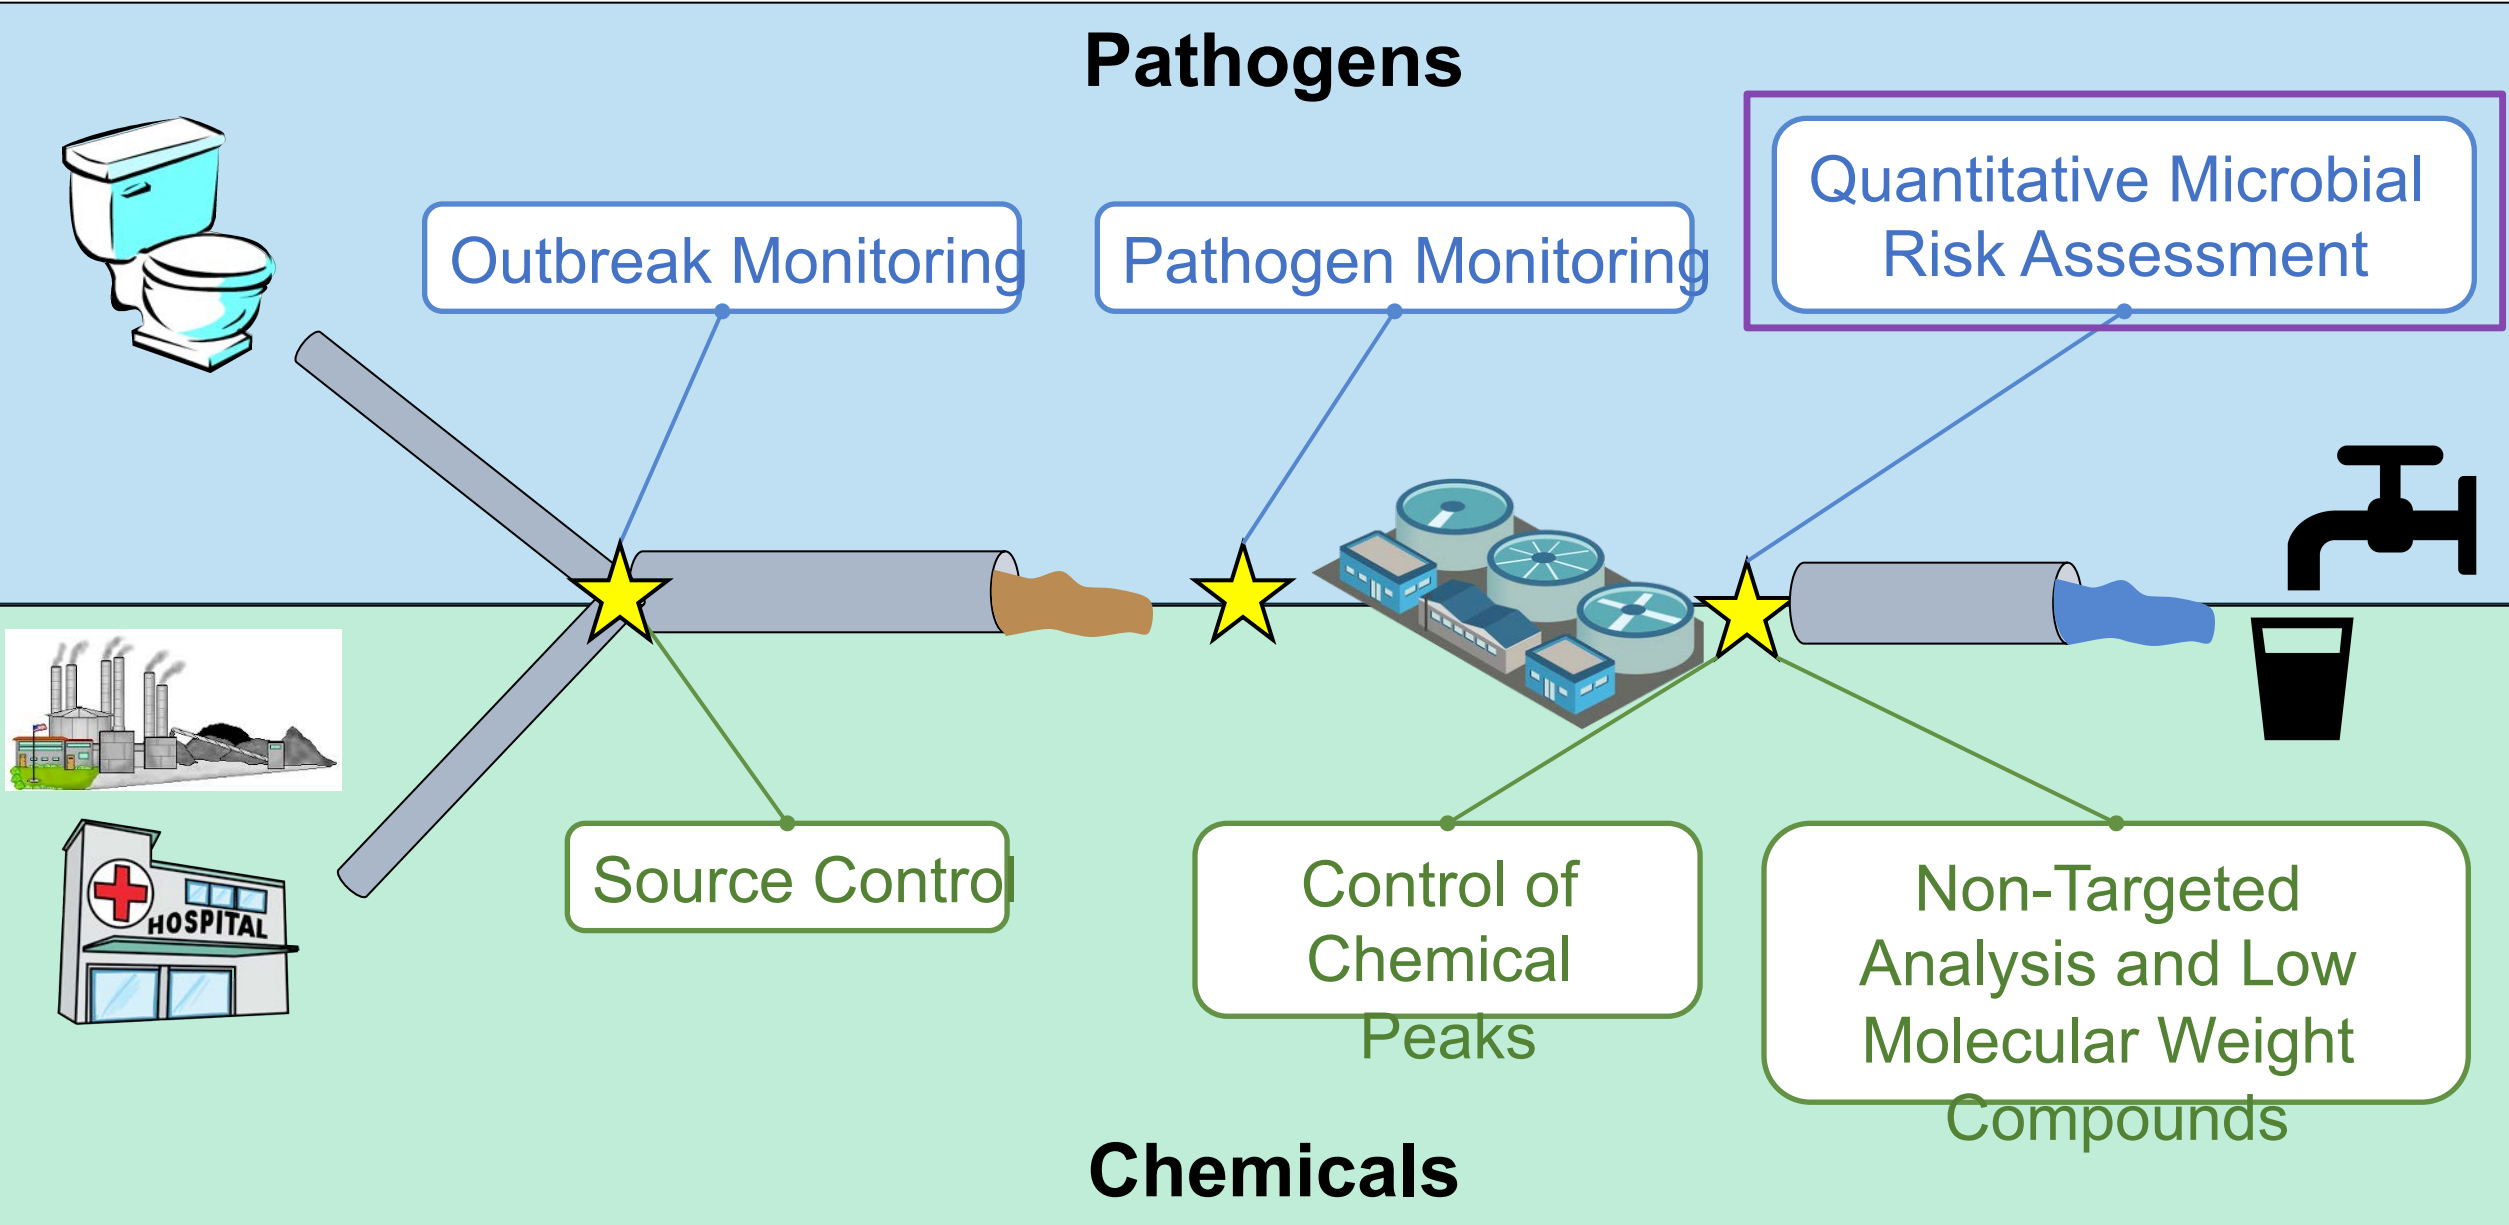 Pathogens
Outbreak Monitoring
Pathogen Monitoring
Quantitative Microbial
Risk Assessment
HOSPITAL
Source Control
Control of
Chemical
Peaks
Non-Targeted
Analysis and Low
Molecular Weight
Compounds
Chemicals